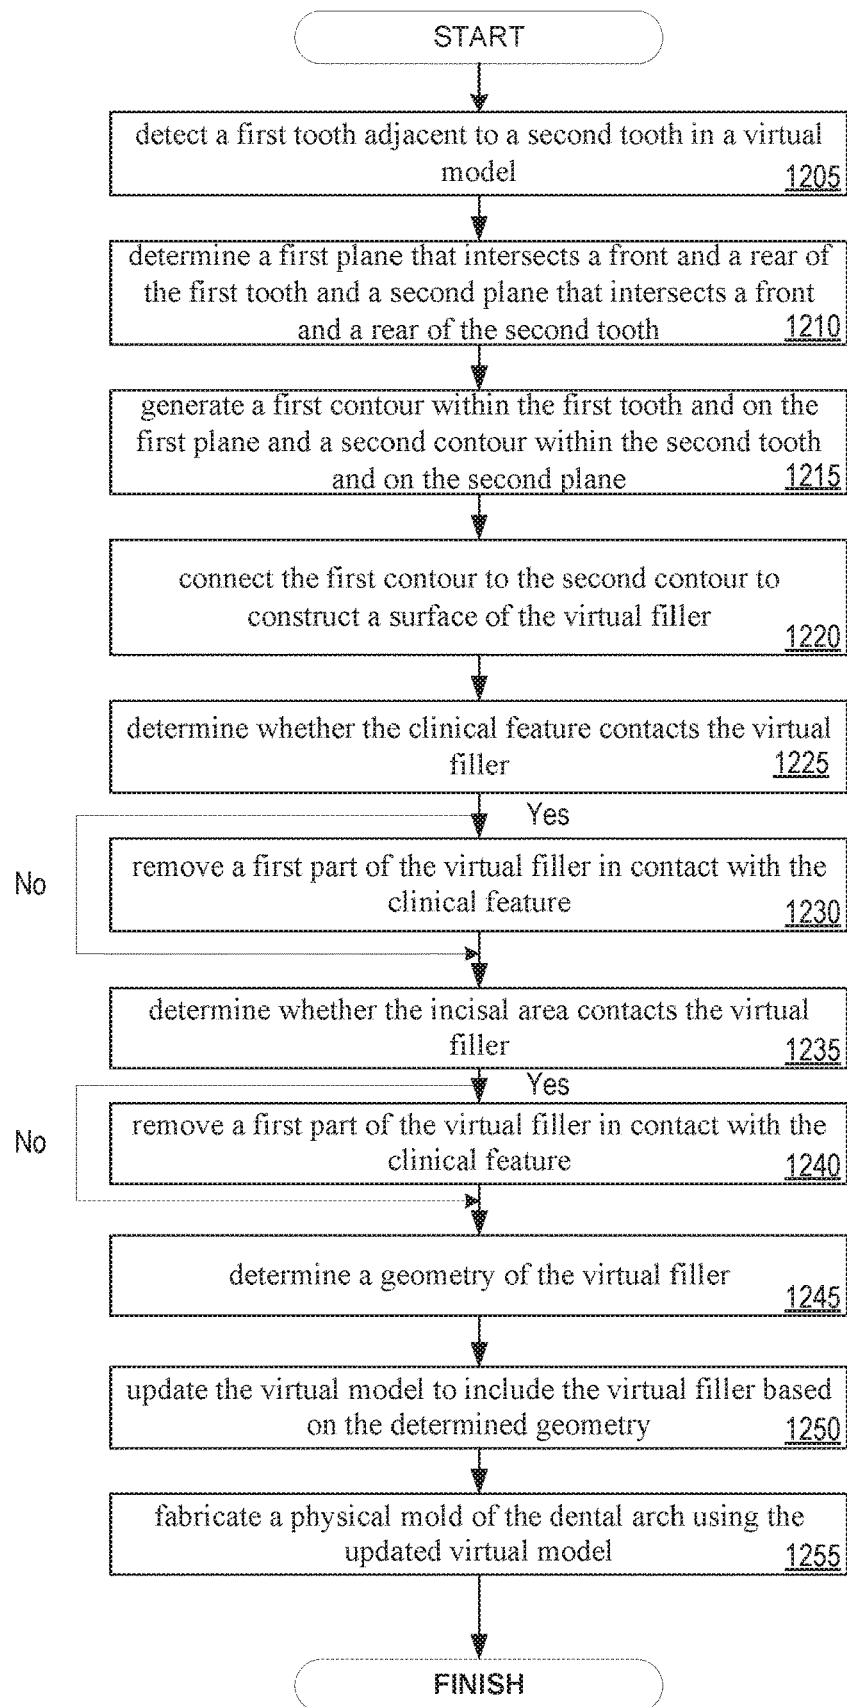 START
detect a first tooth adjacent to a second tooth in a virtual
model
1205
determine a first plane that intersects a front and a rear of
the first tooth and a second plane that intersects a front
and a rear of the second tooth
1210
generate a first contour within the first tooth and on the
first plane and a second contour within the second tooth
and on the second plane
1215
connect the first contour to the second contour to
construct a surface of the virtual filler
1220
determine whether the clinical feature contacts the virtual
filler
1225
Yes
No
remove a first part of the virtual filler in contact with the
clinical feature
1230
determine whether the incisal area contacts the virtual
filler
1235
Yes
No
remove a first part of the virtual filler in contact with the
clinical feature
1240
determine a geometry of the virtual filler
1245
update the virtual model to include the virtual filler based
on the determined geometry
1250
fabricate a physical mold of the dental arch using the
updated virtual model
1255
FINISH